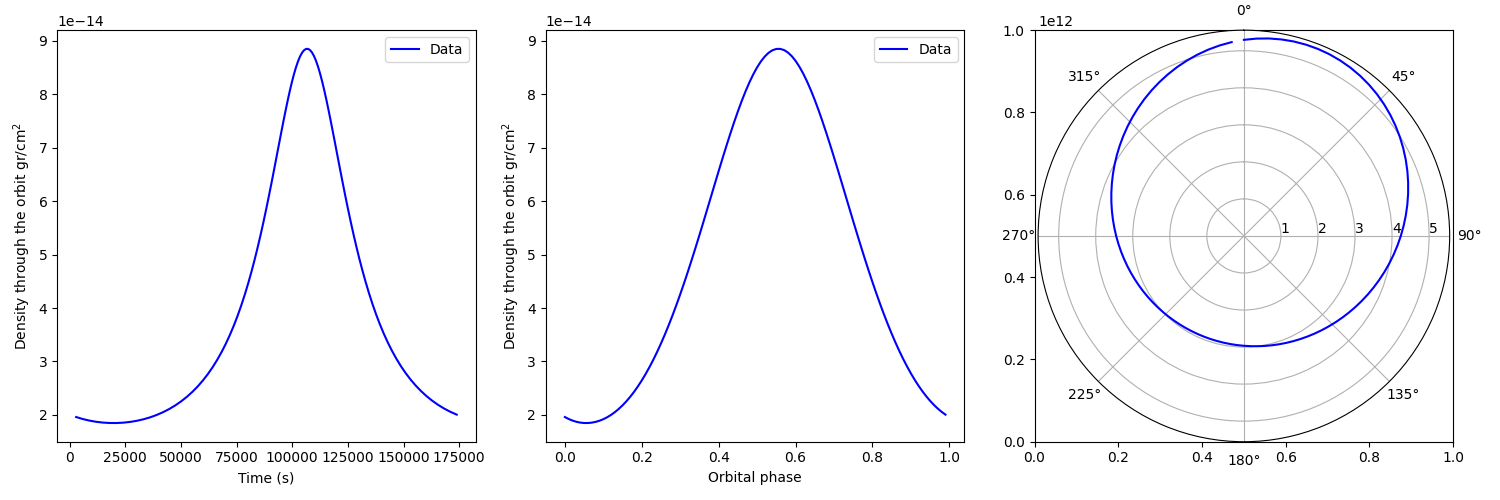 1e−14
Data
9
8
7
6
5
4
3
2
Density through the orbit gr/cm²
0 25000 50000 75000 100000 125000 150000 175000
Time (s)
1e−14
Data
9
8
7
6
5
4
3
2
Density through the orbit gr/cm²
0.0 0.2 0.4 0.6 0.8 1.0
Orbital phase
0°
1e12
1.0
315° 45°
0.8
0.6
270° 1 2 3 4 5 90°
0.4
0.2
225° 135°
0.0
0.0 0.2 0.4 0.6 0.8 1.0
180°